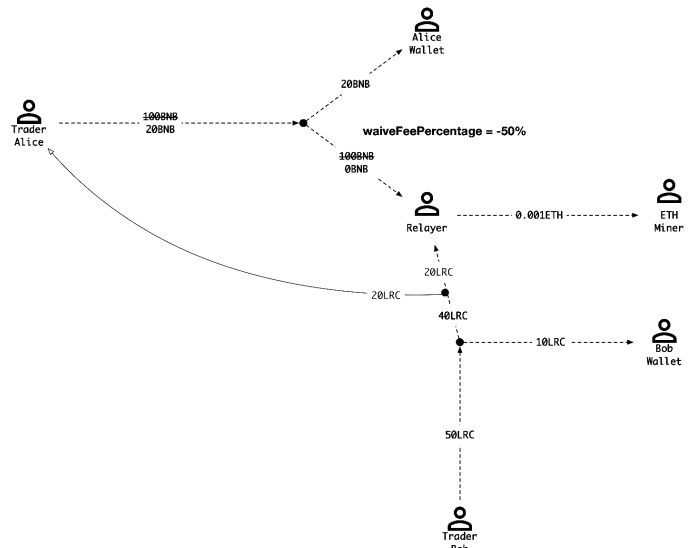 Alice
Wallet
20BNB
100BNB
20BNB
Trader
Alice
waiveFeePercentage = -50%
100BNB
0BNB
Relayer
0.001ETH
ETH
Miner
20LRC
20LRC
40LRC
10LRC
Bob
Wallet
50LRC
Trader
Bob